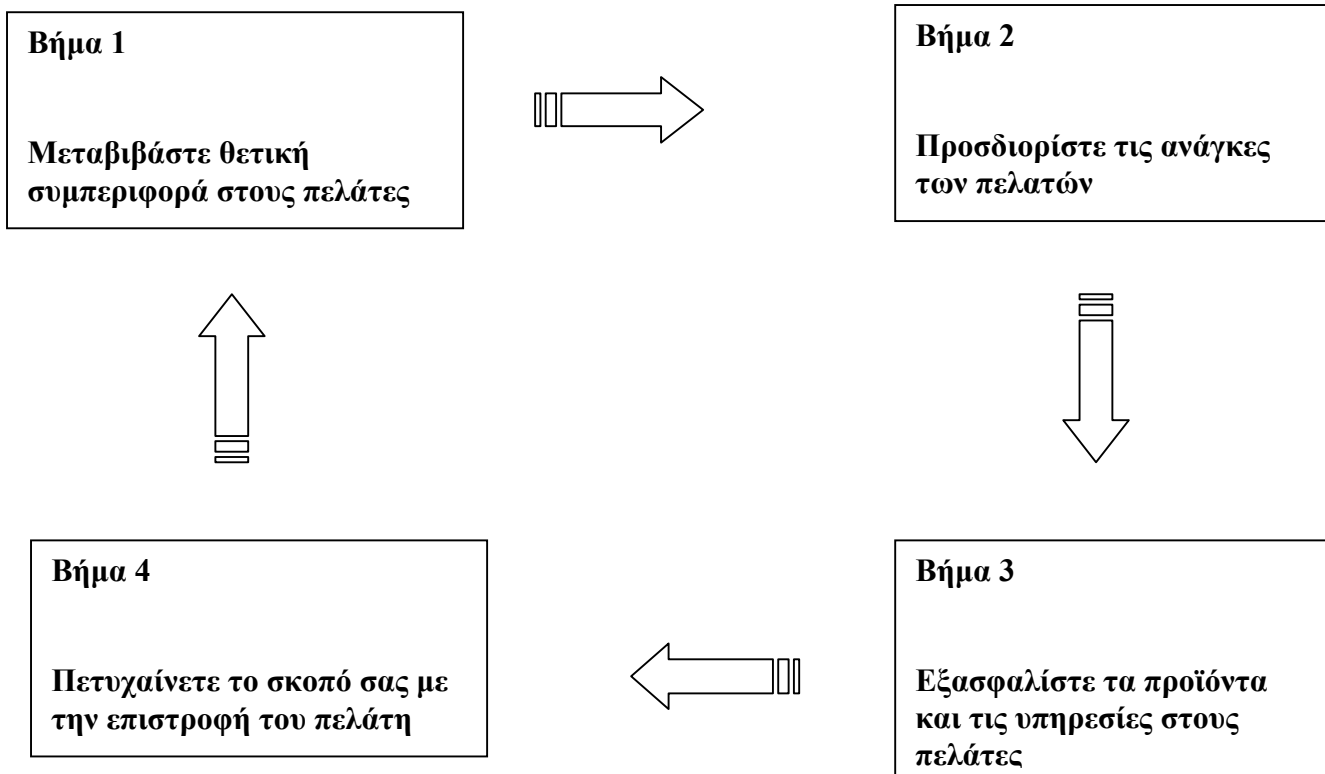 Βήμα 1
Μεταβιβάστε θετική
συμπεριφορά στους πελάτες
Βήμα 2
Προσδιορίστε τις ανάγκες
των πελατών
Βήμα 3
Εξασφαλίστε τα προϊόντα
και τις υπηρεσίες στους
πελάτες
Βήμα 4
Πετυχαίνετε το σκοπό σας με
την επιστροφή του πελάτη